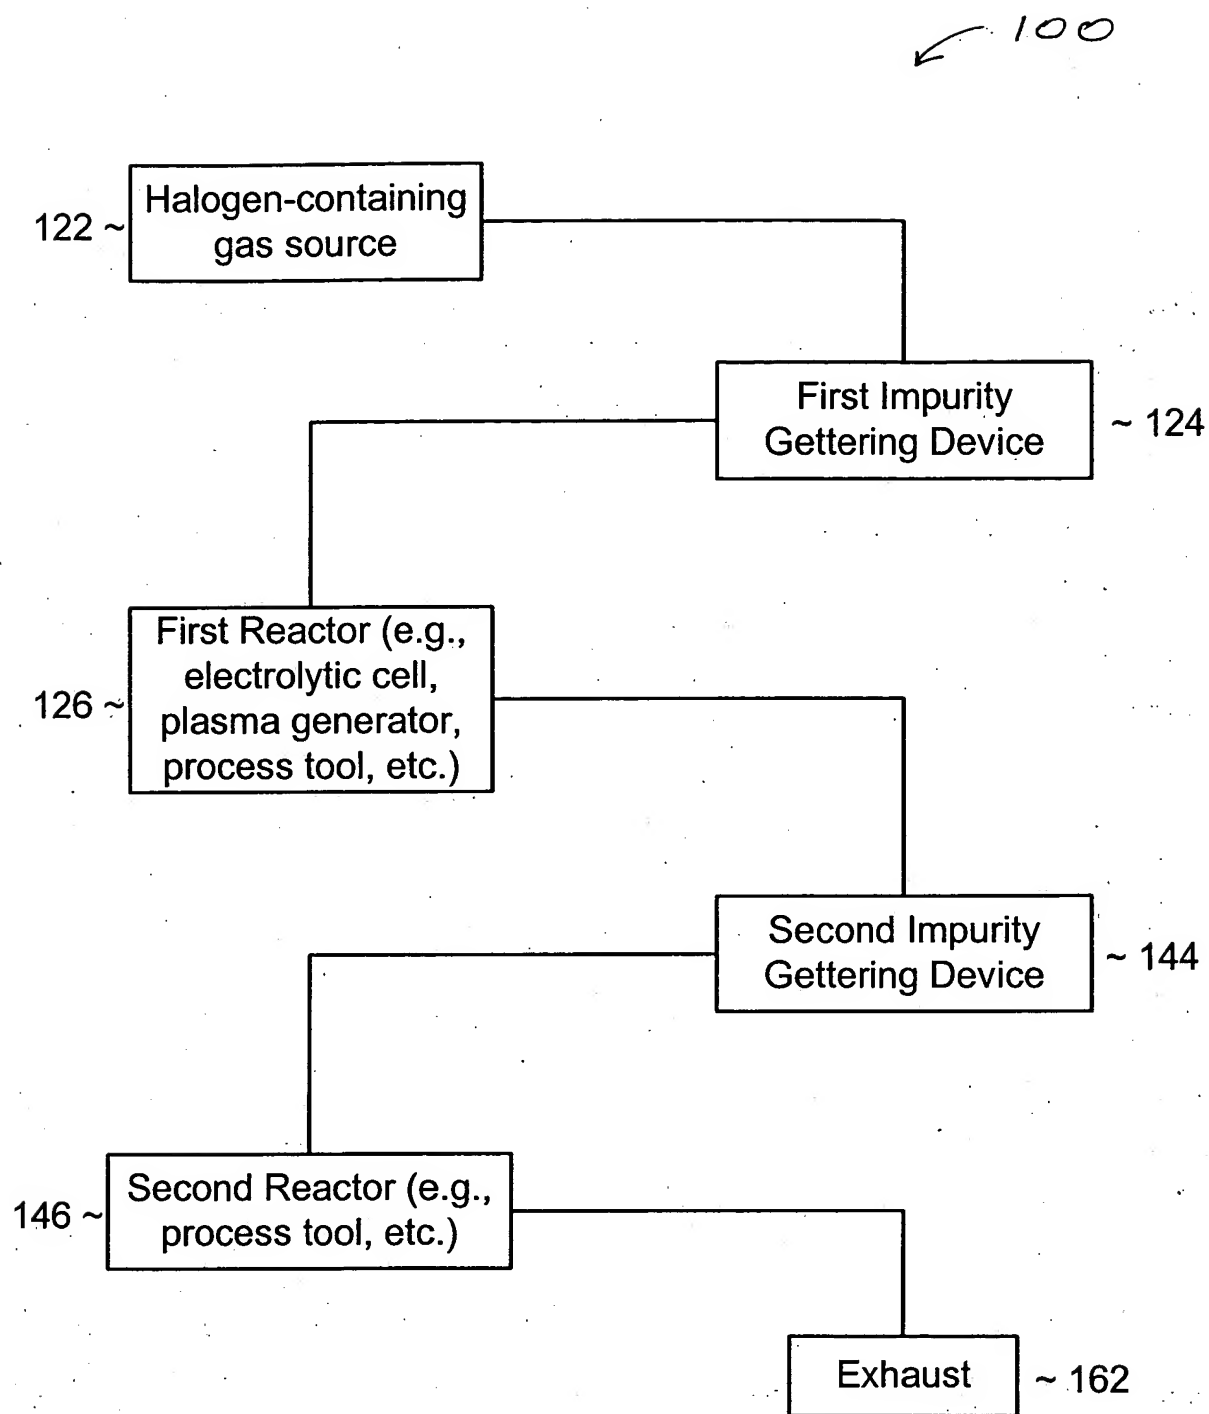 100
Halogen-containing
gas source
122 ~
First Impurity
Gettering Device
~ 124
First Reactor (e.g.,
electrolytic cell,
plasma generator,
process tool, etc.)
126 ~
Second Impurity
Gettering Device
~ 144
Second Reactor (e.g.,
process tool, etc.)
146 ~
Exhaust
~ 162